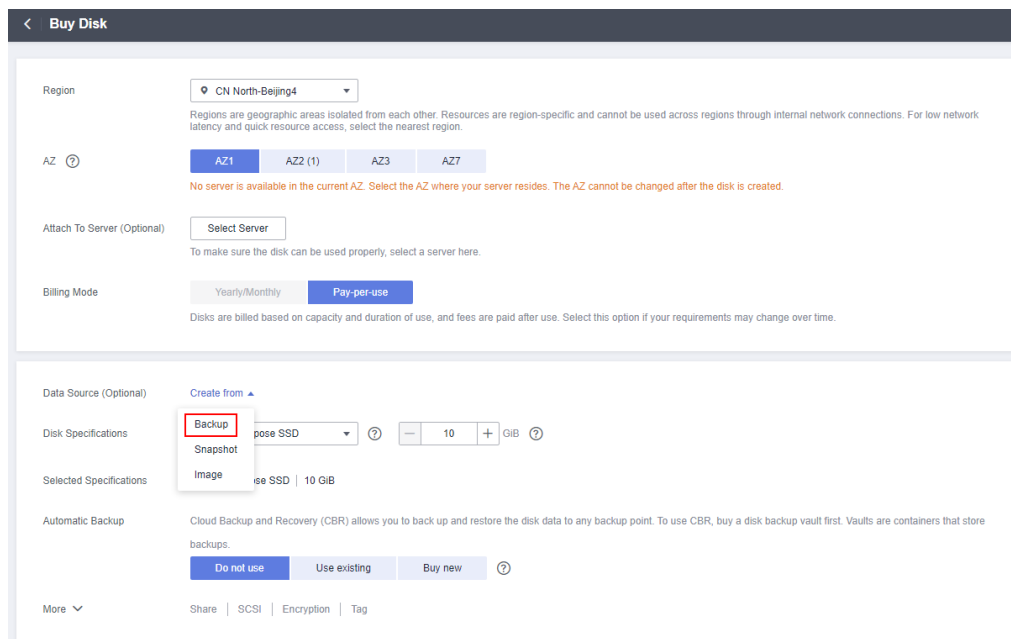 Buy Disk
Region
CN North-Beijing4
Regions are geographic areas isolated from each other. Resources are region-specific and cannot be used across regions through internal network connections. For low network
latency and quick resource access, select the nearest region.
AZ ?
AZ1 AZ2 (1) AZ3 AZ7
No server is available in the current AZ. Select the AZ where your server resides. The AZ cannot be changed after the disk is created.
Attach To Server (Optional)
Select Server
To make sure the disk can be used properly, select a server here.
Billing Mode
Yearly/Monthly Pay-per-use
Disks are billed based on capacity and duration of use, and fees are paid after use. Select this option if your requirements may change over time.
Data Source (Optional)
Create from
Backup
Snapshot
Image
Disk Specifications
pose SSD ? − 10 + GiB ?
Selected Specifications
se SSD | 10 GiB
Automatic Backup
Cloud Backup and Recovery (CBR) allows you to back up and restore the disk data to any backup point. To use CBR, buy a disk backup vault first. Vaults are containers that store
backups.
Do not use Use existing Buy new ?
More
Share | SCSI | Encryption | Tag